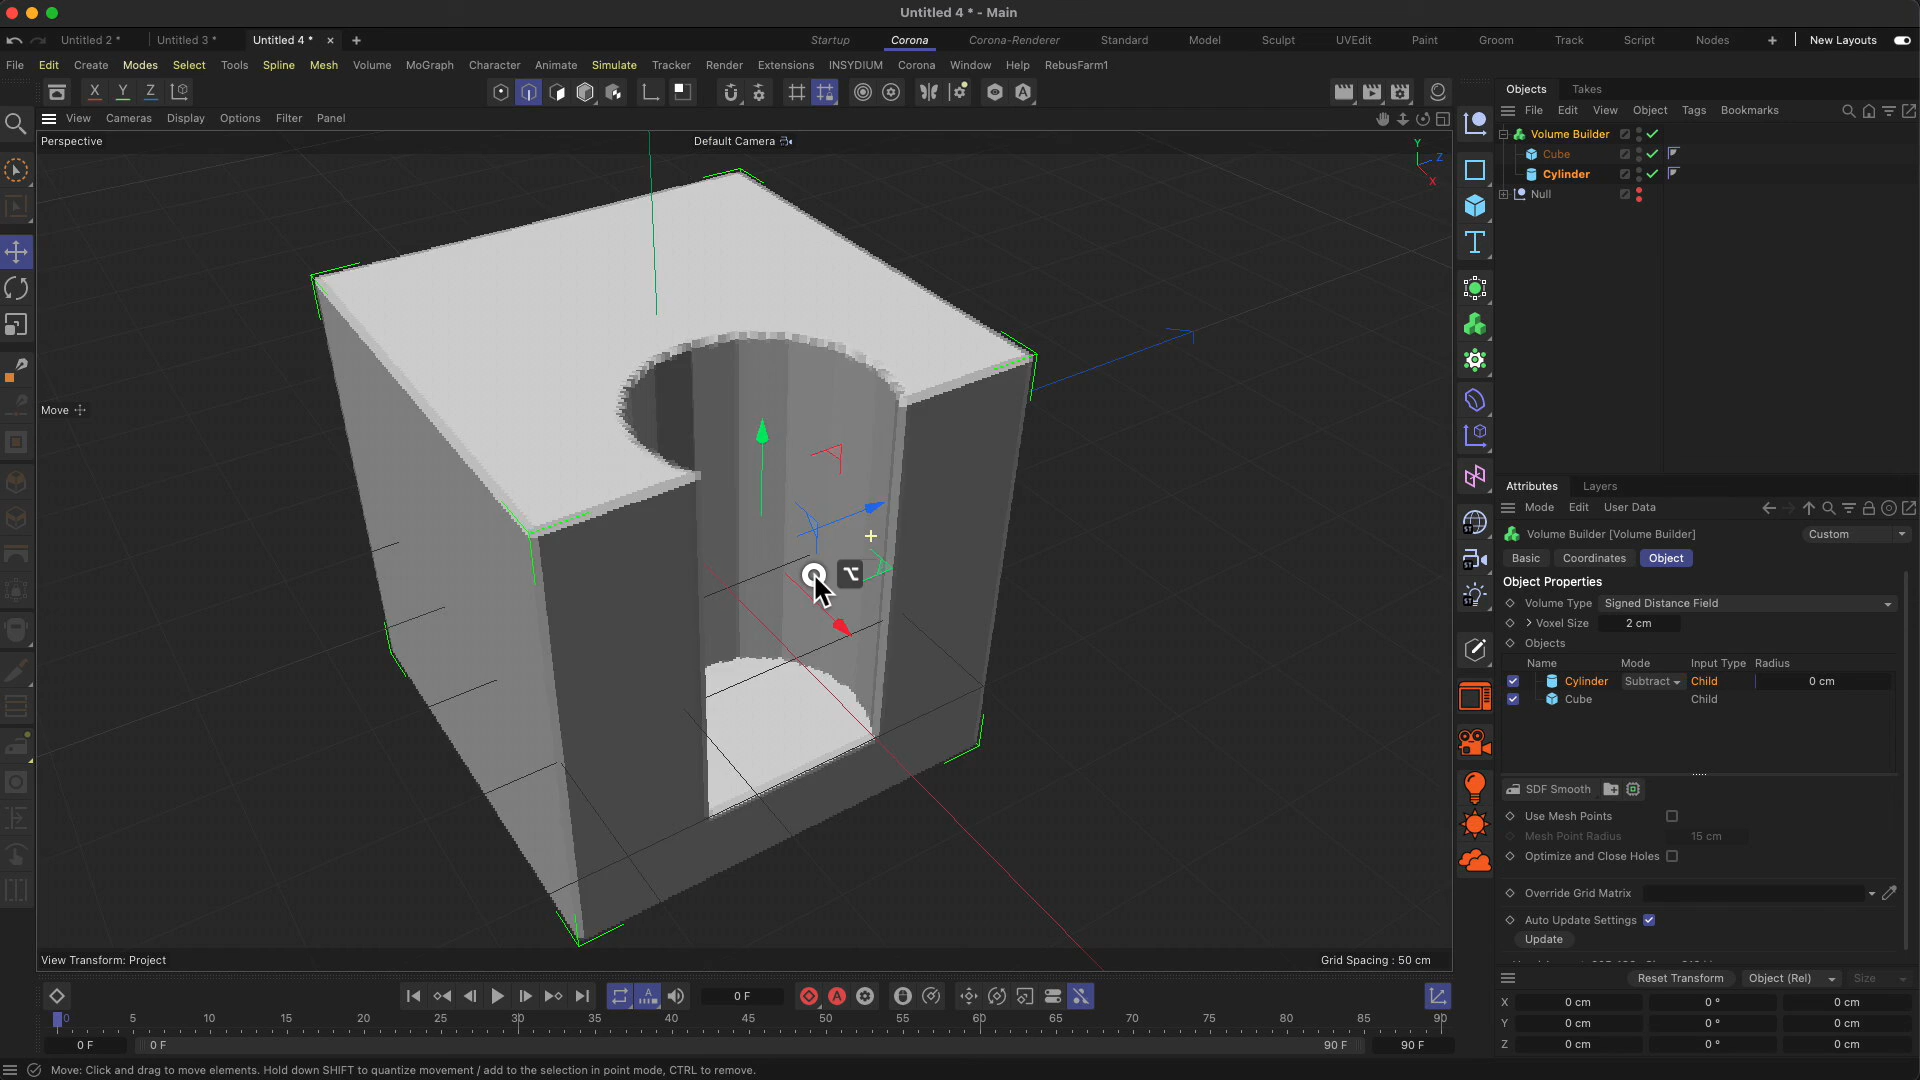 Untitled 4 * - Main
Untitled 2 *
Untitled 3 *
Untitled 4 *
Startup
Corona
Corona-Renderer
Standard
Model
Sculpt
UVEdit
Paint
Groom
Track
Script
Nodes
New Layouts
File
Edit
Create
Modes
Select
Tools
Spline
Mesh
Volume
MoGraph
Character
Animate
Simulate
Tracker
Render
Extensions
INSYDIUM
Corona
Window
Help
RebusFarm1
X
Y
Z
View
Cameras
Display
Options
Filter
Panel
Perspective
Default Camera
Y
Z
X
Move
View Transform: Project
Grid Spacing : 50 cm
Objects
Takes
File
Edit
View
Object
Tags
Bookmarks
Volume Builder
Cube
Cylinder
Null
ST
ST
ST
Attributes
Layers
Mode
Edit
User Data
Volume Builder [Volume Builder]
Custom
Basic
Coordinates
Object
Object Properties
Volume Type
Signed Distance Field
Voxel Size
2 cm
Objects
Name
Mode
Input Type
Radius
Cylinder
Subtract
Child
0 cm
Cube
Child
SDF Smooth
Use Mesh Points
Mesh Point Radius
15 cm
Optimize and Close Holes
Override Grid Matrix
Auto Update Settings
Update
Reset Transform
Object (Rel)
Size
X
0 cm
0 °
0 cm
Y
0 cm
0 °
0 cm
Z
0 cm
0 °
0 cm
0 F
0
5
10
15
20
25
30
35
40
45
50
55
60
65
70
75
80
85
90
0 F
0 F
90 F
90 F
Move: Click and drag to move elements. Hold down SHIFT to quantize movement / add to the selection in point mode, CTRL to remove.